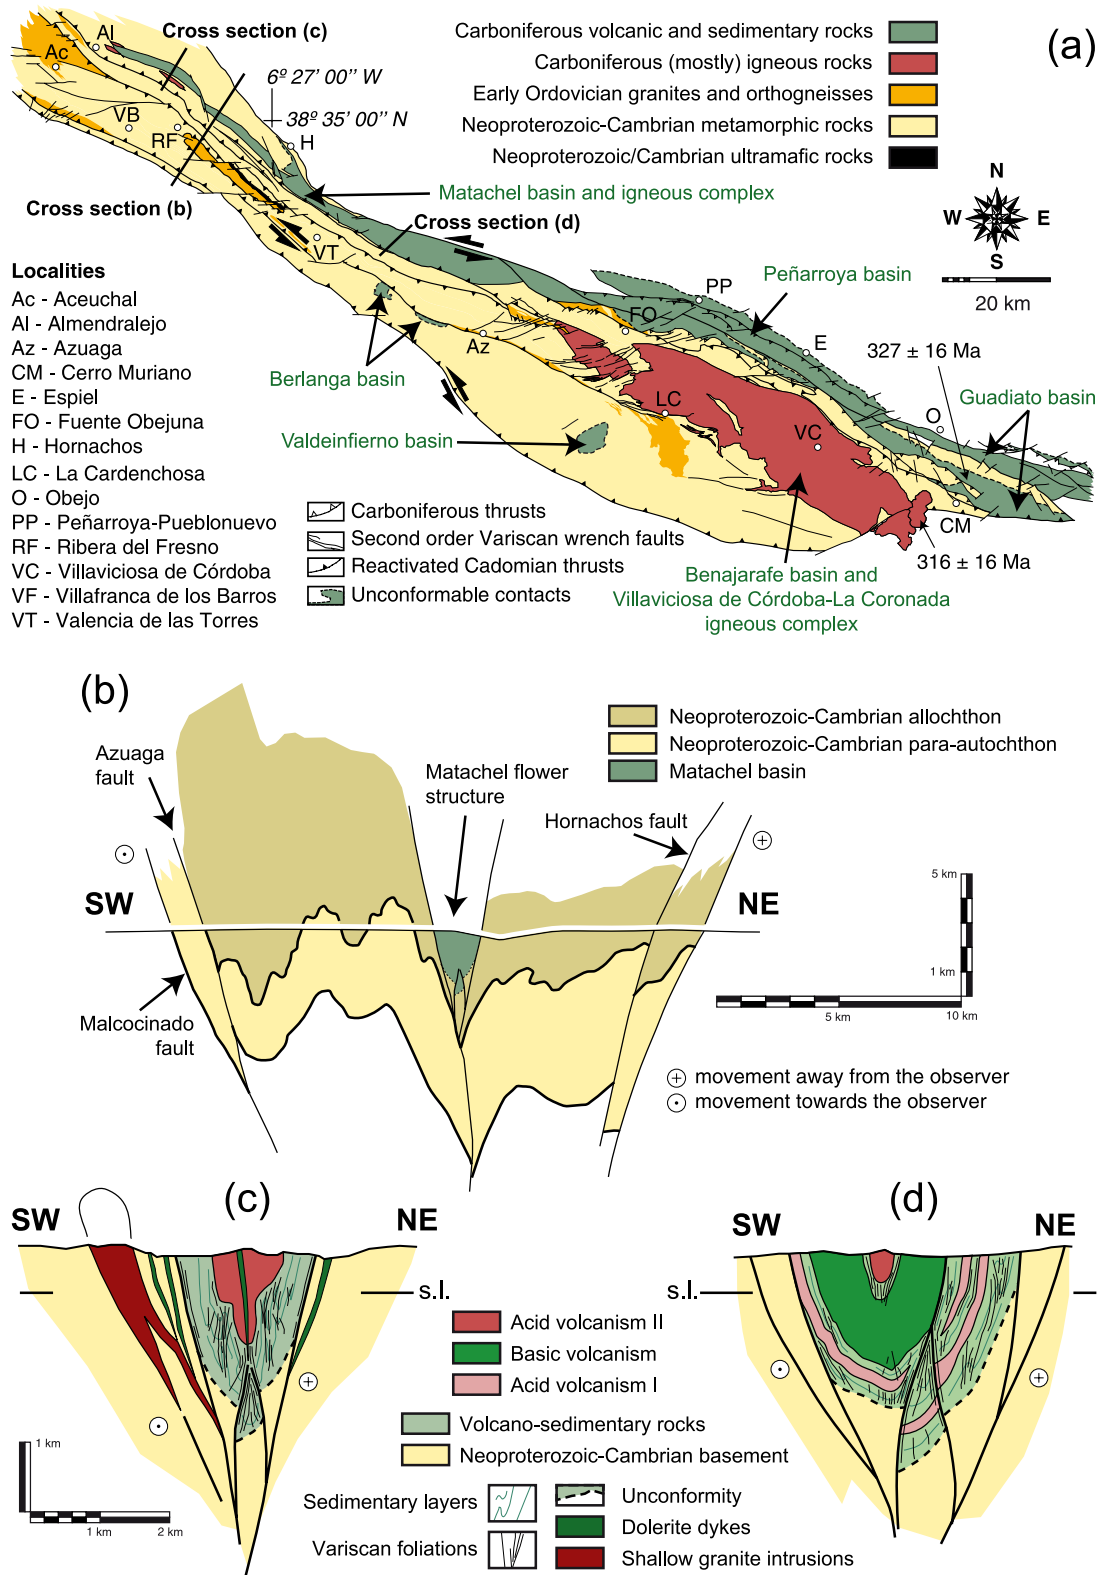 (a)
Carboniferous volcanic and sedimentary rocks
Carboniferous (mostly) igneous rocks
Early Ordovician granites and orthogneisses
Neoproterozoic-Cambrian metamorphic rocks
Neoproterozoic/Cambrian ultramafic rocks
Al
Cross section (c)
Ac
6º 27' 00'' W
38º 35' 00'' N
VB
RF
H
Matachel basin and igneous complex
Cross section (b)
Cross section (d)
VT
N
W
E
S
20 km
Peñarroya basin
PP
FO
E
327 ± 16 Ma
Az
Berlanga basin
LC
Guadiato basin
O
Valdeinfierno basin
VC
CM
316 ± 16 Ma
Benajarafe basin and
Villaviciosa de Córdoba-La Coronada
igneous complex
Localities
Ac - Aceuchal
Al - Almendralejo
Az - Azuaga
CM - Cerro Muriano
E - Espiel
FO - Fuente Obejuna
H - Hornachos
LC - La Cardenchosa
O - Obejo
PP - Peñarroya-Pueblonuevo
RF - Ribera del Fresno
VC - Villaviciosa de Córdoba
VF - Villafranca de los Barros
VT - Valencia de las Torres
Carboniferous thrusts
Second order Variscan wrench faults
Reactivated Cadomian thrusts
Unconformable contacts
(b)
Neoproterozoic-Cambrian allochthon
Neoproterozoic-Cambrian para-autochthon
Matachel basin
Azuaga
fault
Matachel flower
structure
Hornachos fault
SW
NE
Malcocinado
fault
5 km
1 km
5 km
10 km
movement away from the observer
movement towards the observer
(c)
SW
NE
s.l.
1 km
1 km
2 km
(d)
SW
NE
s.l.
Acid volcanism II
Basic volcanism
Acid volcanism I
Volcano-sedimentary rocks
Neoproterozoic-Cambrian basement
Sedimentary layers
Variscan foliations
Unconformity
Dolerite dykes
Shallow granite intrusions